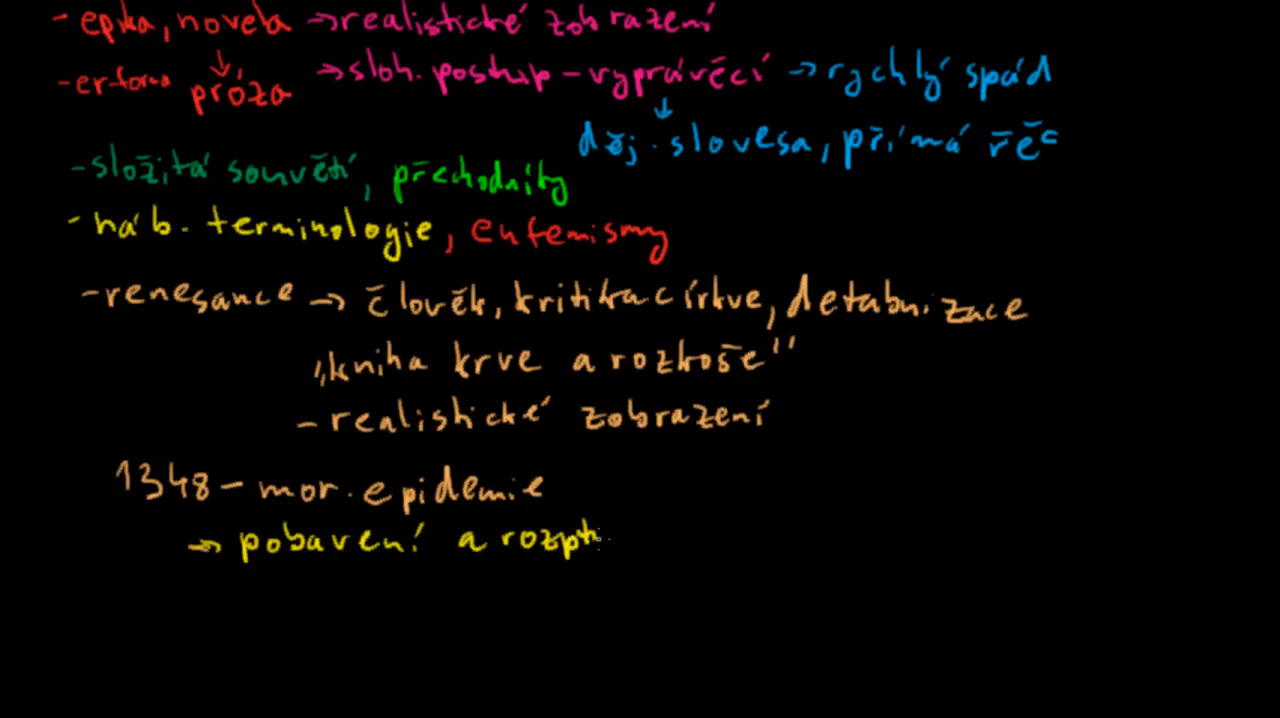 - epika, novela → realistické zobrazení
- er-forma próza → sloh. postup - vyprávěcí → rychlý spád
děj. slovesa, přímá řeč
- složitá souvětí, přechodníky
- náb. terminologie, eufemismy
- renesance → člověk, kritika církve, detabuizace
"kniha krve a rozkoše"
- realistické zobrazení
1348 - mor. epidemie
→ pobavení a rozpt